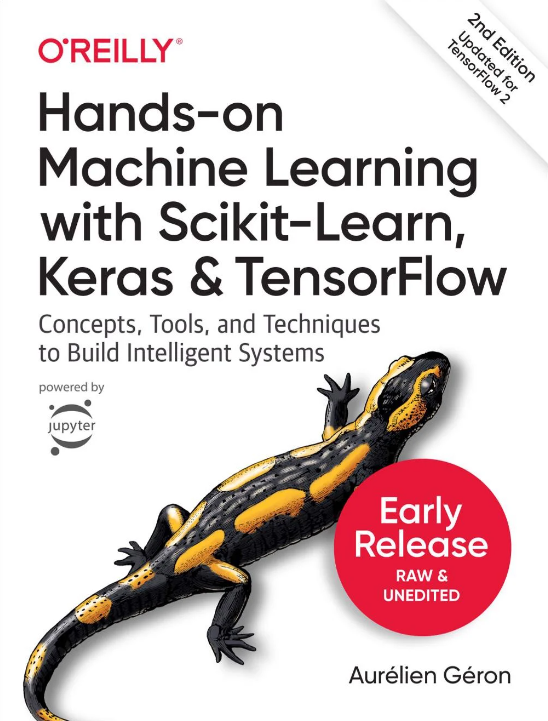 O'REILLY®
2nd Edition
Updated for
TensorFlow 2
Hands-on
Machine Learning
with Scikit-Learn,
Keras & TensorFlow
Concepts, Tools, and Techniques
to Build Intelligent Systems
powered by
jupyter
Early
Release
RAW &
UNEDITED
Aurélien Géron